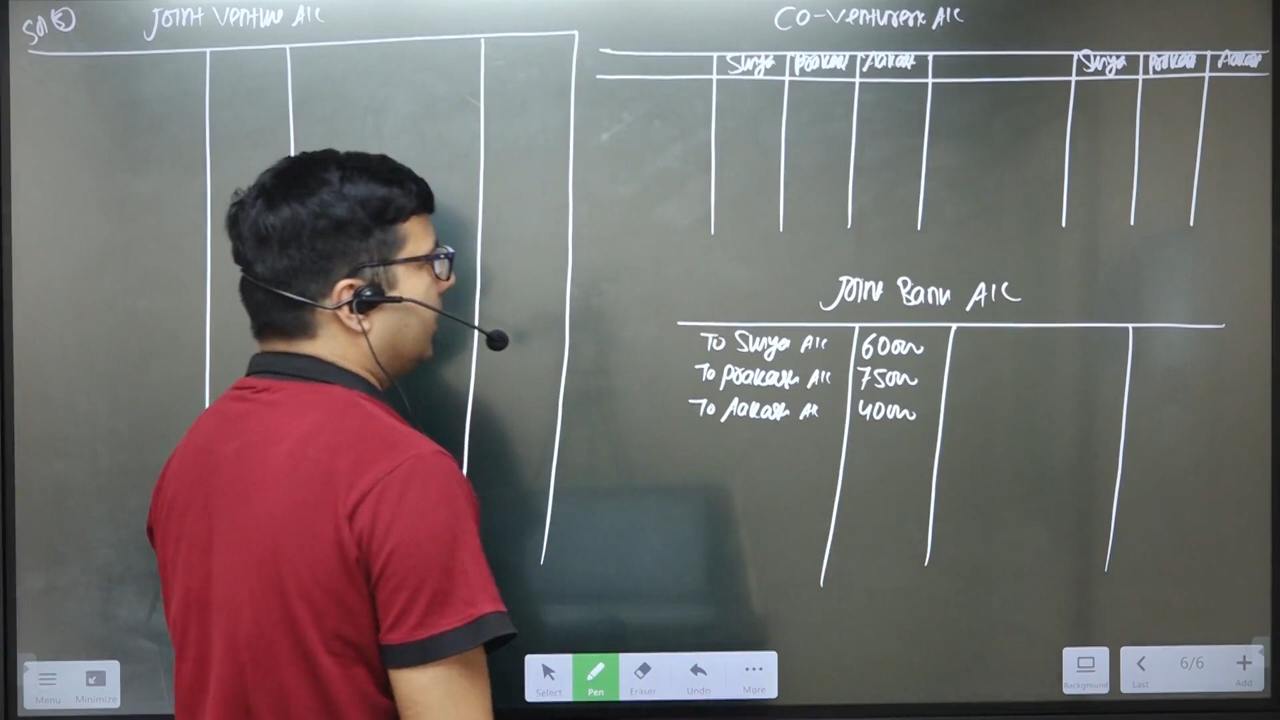 Sol ⑤
Joint Venture A/c
Co-venturers A/c
Surya Prakash Aakash Surya Prakash Aakash
Joint Bank A/c
To Surya A/c 60000
To Prakash A/c 75000
To Aakash A/c 40000
Menu Minimize
Select Pen Eraser Undo More
Background
Last 6/6 Add